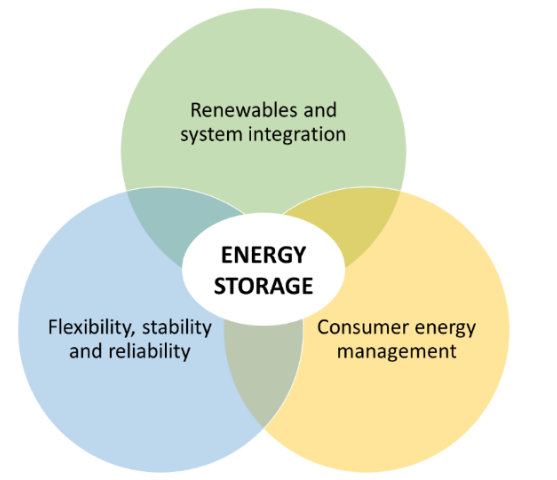 Renewables and
system integration
ENERGY
STORAGE
Flexibility, stability
and reliability
Consumer energy
management